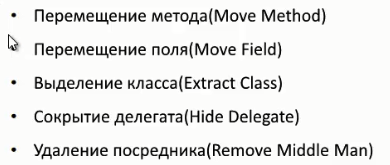 • Перемещение метода(Move Method)
• Перемещение поля(Move Field)
• Выделение класса(Extract Class)
• Сокрытие делегата(Hide Delegate)
• Удаление посредника(Remove Middle Man)